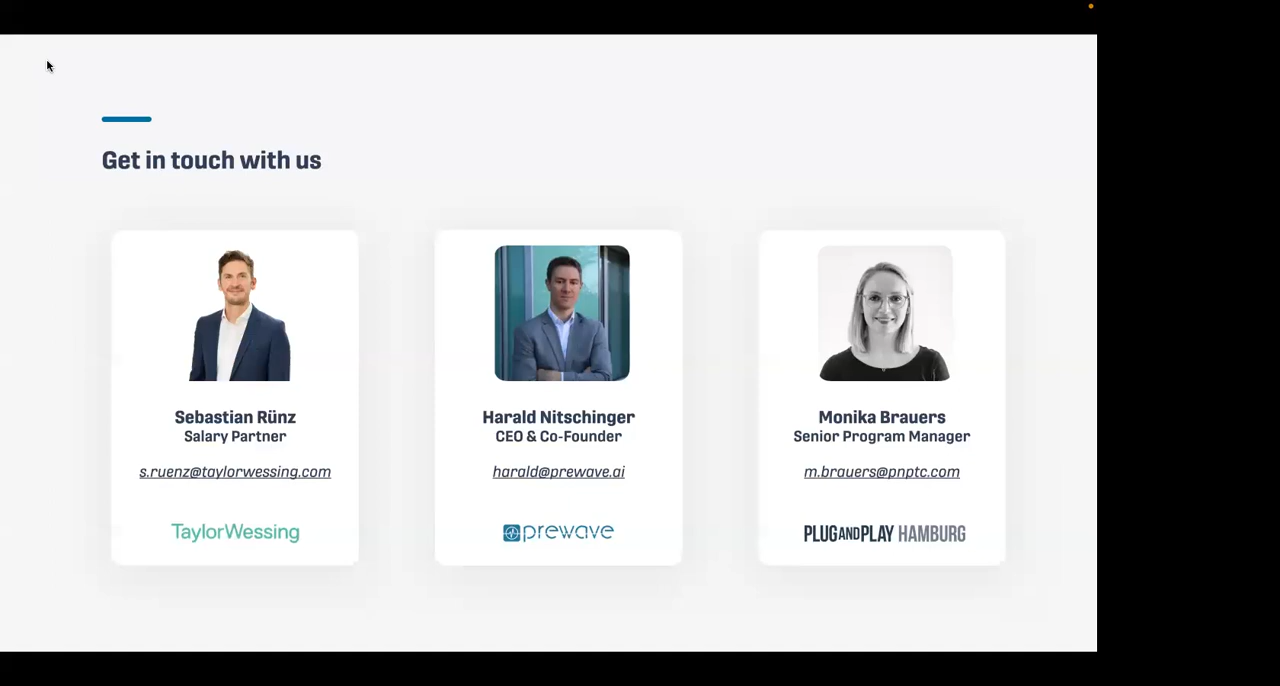 Get in touch with us
Sebastian Rünz
Salary Partner
s.ruenz@taylorwessing.com
TaylorWessing
Harald Nitschinger
CEO & Co-Founder
harald@prewave.ai
prewave
Monika Brauers
Senior Program Manager
m.brauers@pnptc.com
PLUGANDPLAY HAMBURG